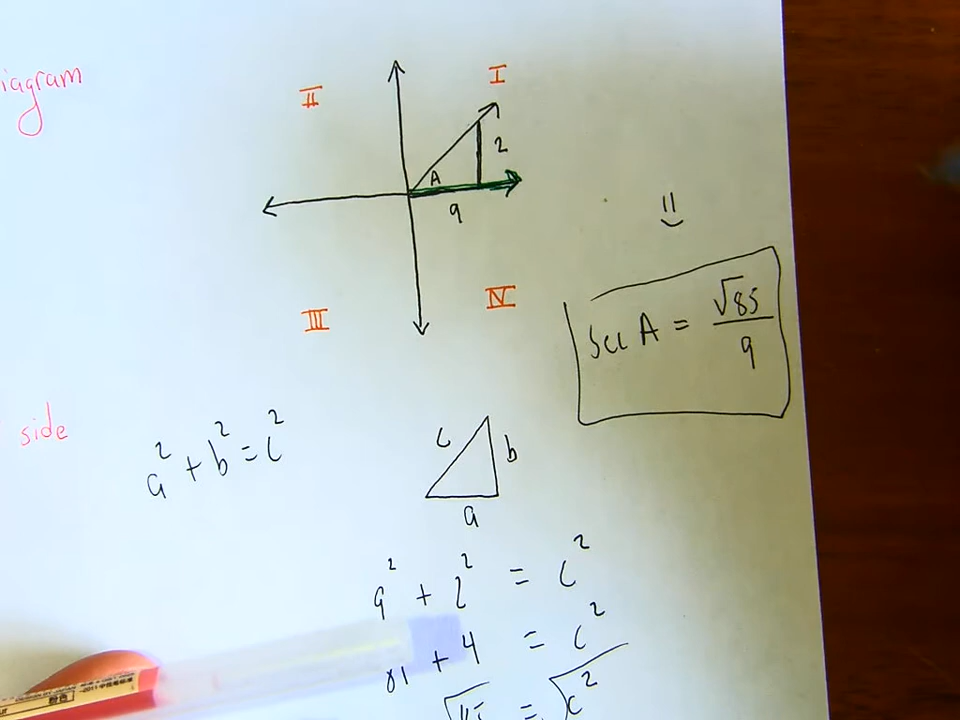 iagram
II
I
2
A
9
III
IV
Sec A = √85 / 9
side
a² + b² = c²
c
b
a
9² + 2² = c²
81 + 4 = c²
= √c²